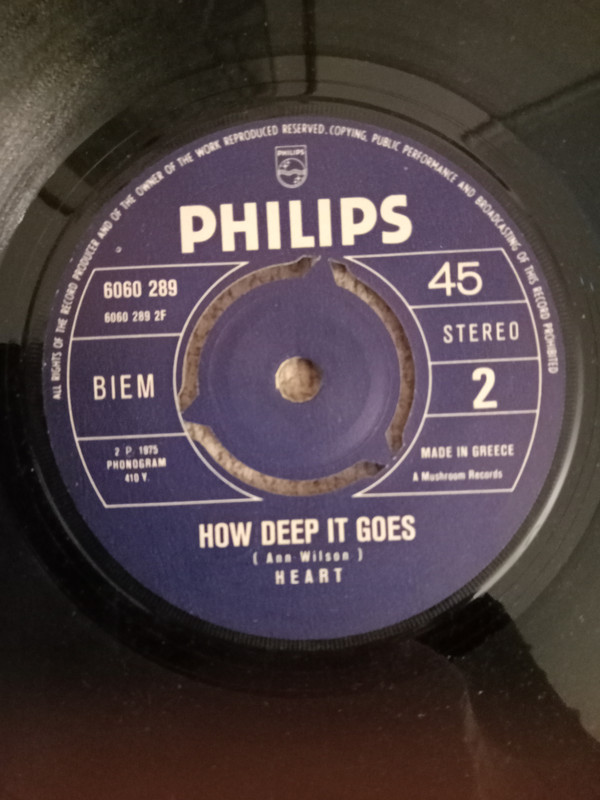 ALL RIGHTS OF THE RECORD PRODUCER AND OF THE OWNER OF THE WORK REPRODUCED RESERVED. COPYING, PUBLIC PERFORMANCE AND BROADCASTING OF THIS RECORD PROHIBITED
PHILIPS
PHILIPS
6060 289
6060 289 2F
BIEM
2 P. 1975
PHONOGRAM
410 Y.
45
STEREO
2
MADE IN GREECE
A Mushroom Records
HOW DEEP IT GOES
( Ann Wilson )
HEART